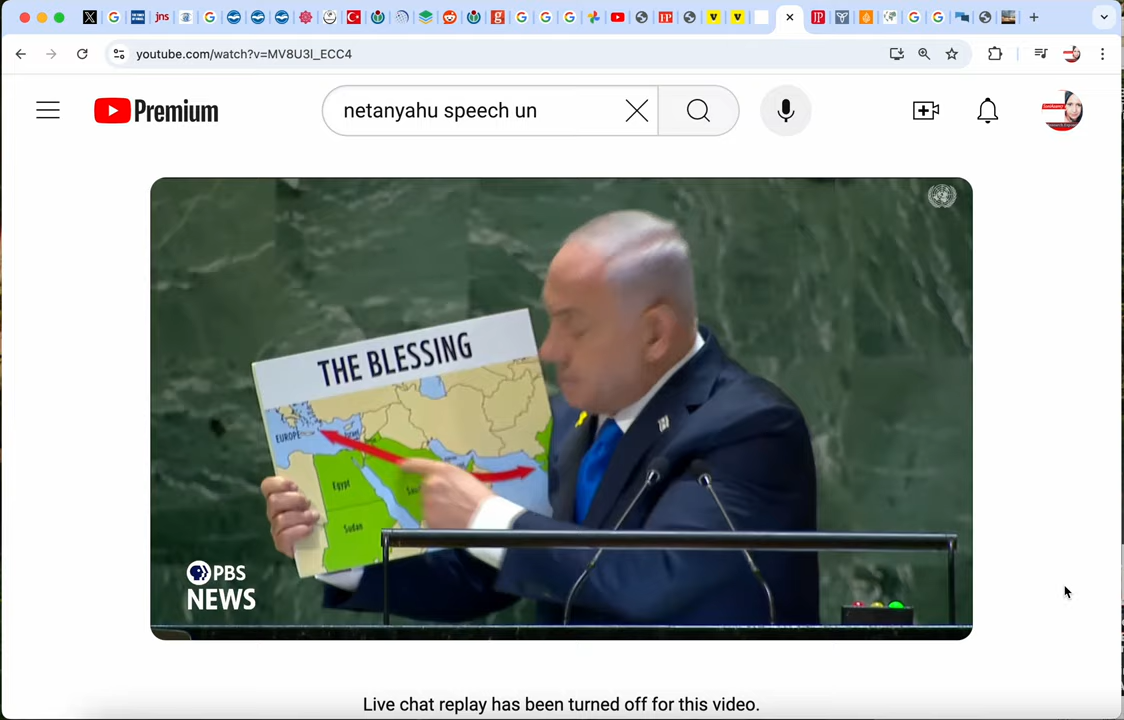 youtube.com/watch?v=MV8U3l_ECC4
Premium
netanyahu speech un
THE BLESSING
EUROPE
Israel
Egypt
Sudan
PBS
NEWS
Live chat replay has been turned off for this video.